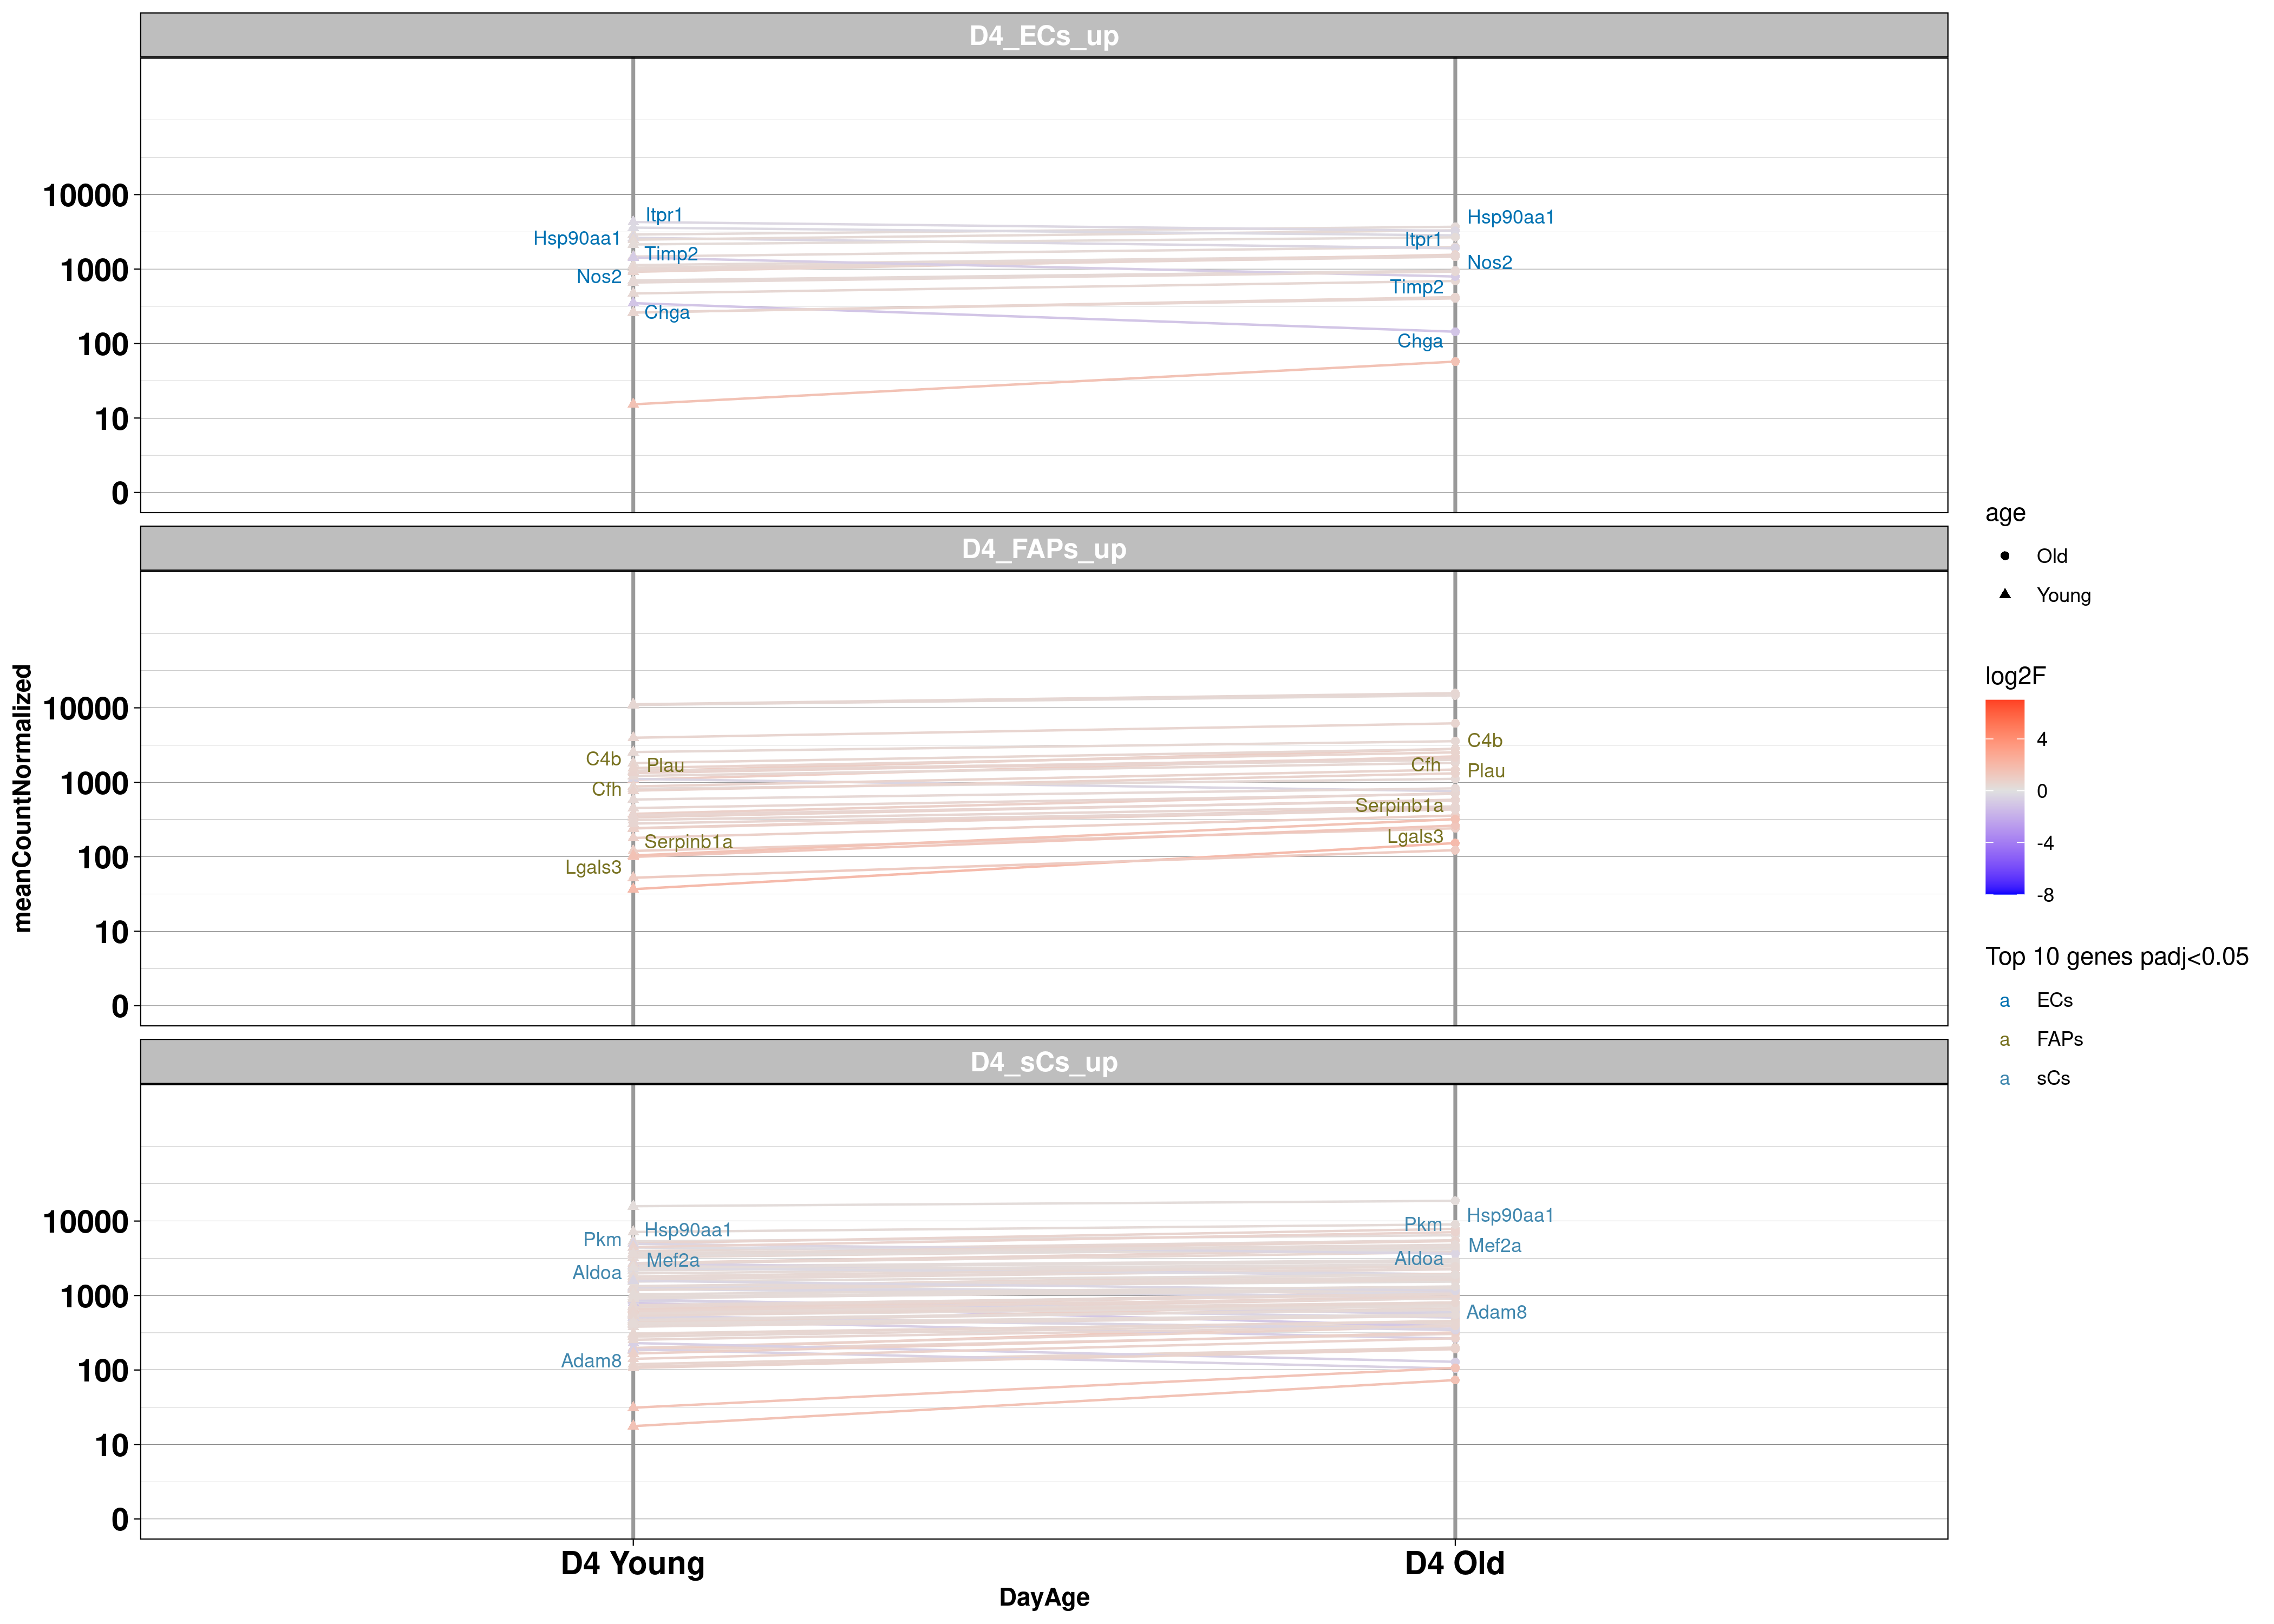 D4_ECs_up
10000
1000
100
10
0
Itpr1
Hsp90aa1
Timp2
Nos2
Chga
Hsp90aa1
Itpr1
Nos2
Timp2
Chga
D4_FAPs_up
10000
1000
100
10
0
C4b
Plau
Cfh
Serpinb1a
Lgals3
C4b
Cfh
Plau
Serpinb1a
Lgals3
D4_sCs_up
10000
1000
100
10
0
Hsp90aa1
Pkm
Mef2a
Aldoa
Adam8
Hsp90aa1
Pkm
Mef2a
Aldoa
Adam8
D4 Young
D4 Old
DayAge
meanCountNormalized
age
Old
Young
log2F
4
0
-4
-8
Top 10 genes padj<0.05
a ECs
a FAPs
a sCs